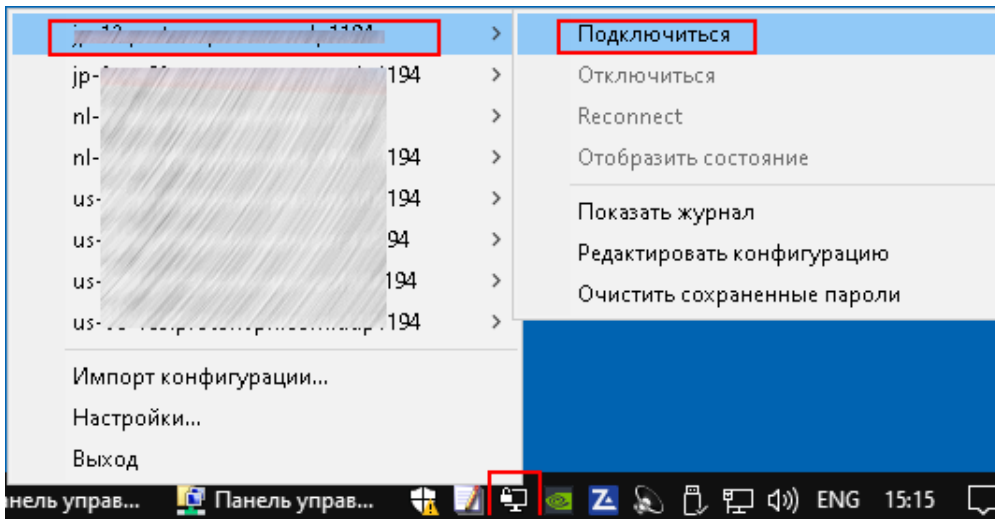 Подключиться
jp- 194
Отключиться
nl-
Reconnect
nl- 194
Отобразить состояние
us- 194
Показать журнал
us- 94
Редактировать конфигурацию
us- 194
Очистить сохраненные пароли
us- 194
Импорт конфигурации...
Настройки...
Выход
нель управ... Панель управ... ENG 15:15